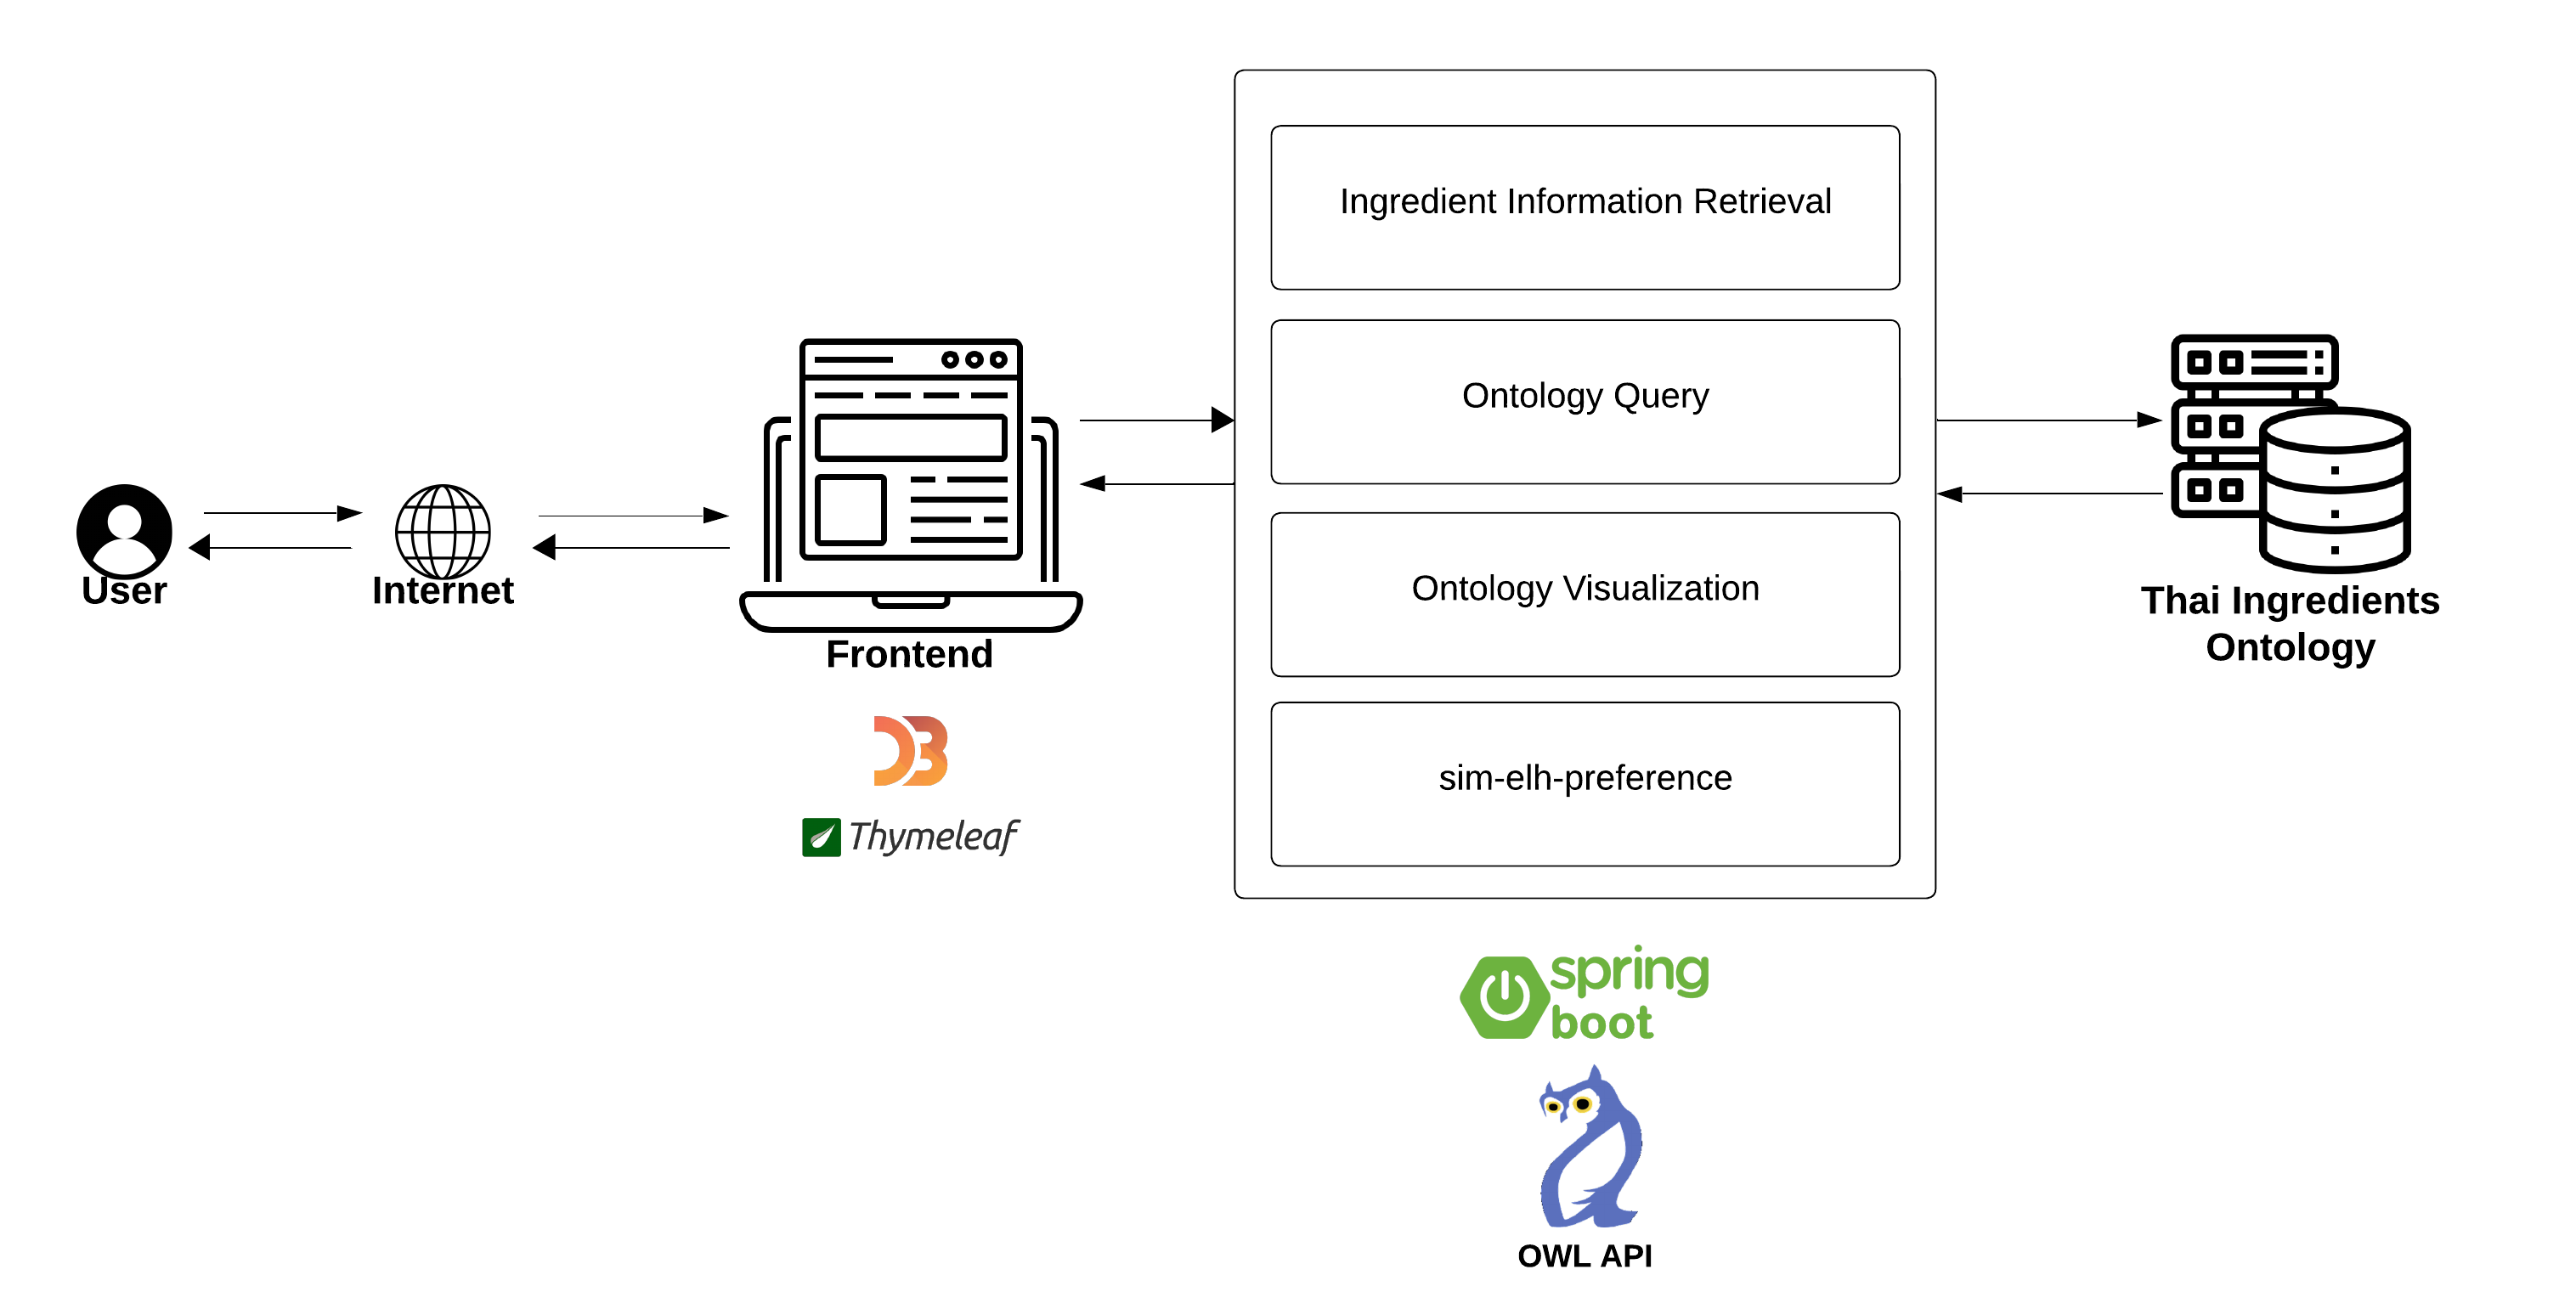 Ingredient Information Retrieval
Ontology Query
Ontology Visualization
sim-elh-preference
User
Internet
Frontend
D3
Thymeleaf
Thai Ingredients
Ontology
spring
boot
OWL API